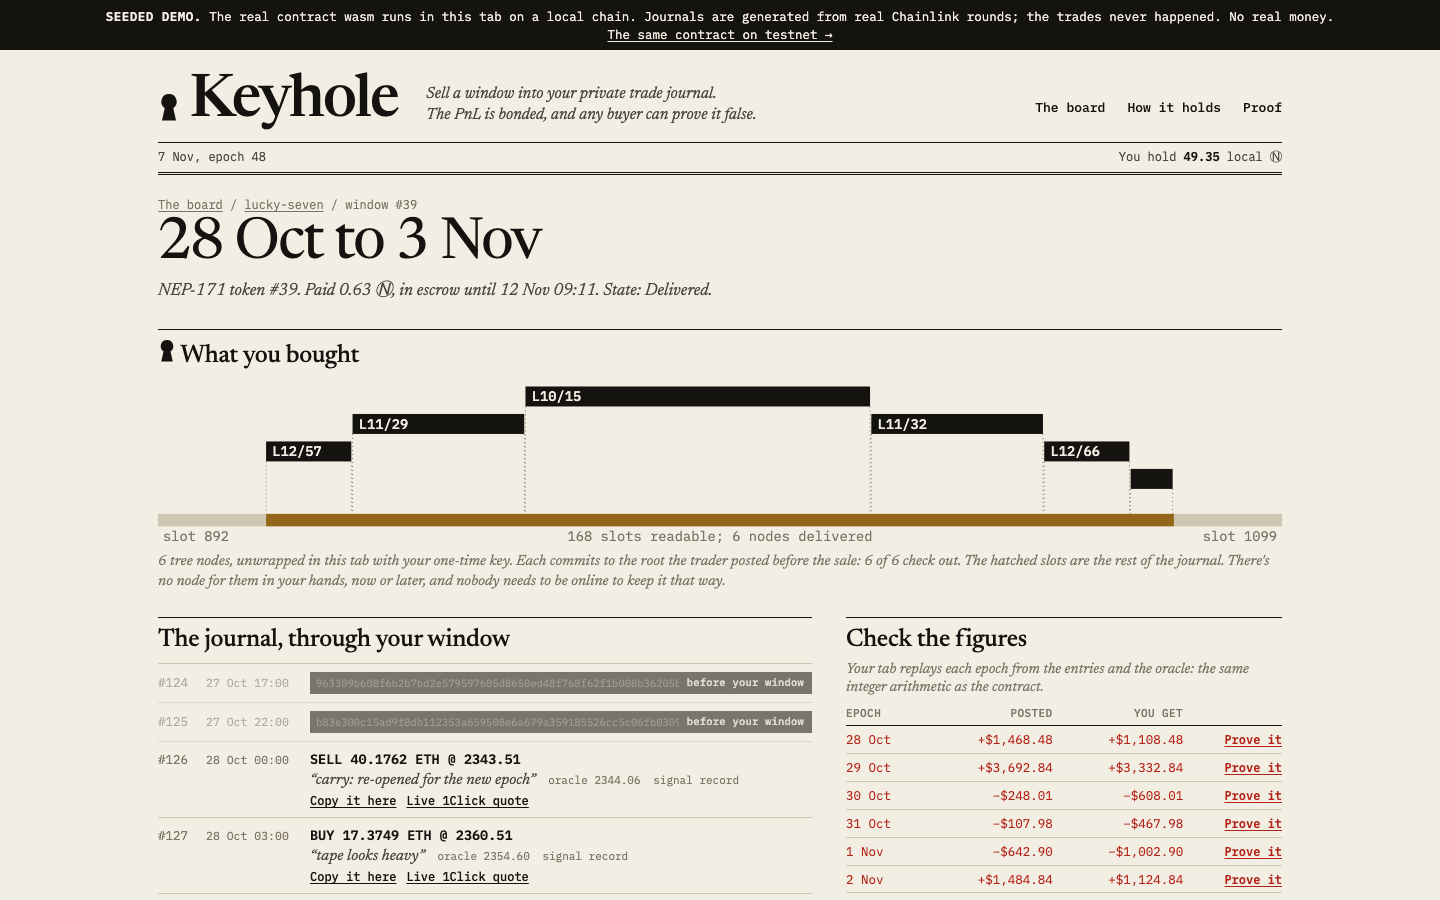 SEEDED DEMO. The real contract wasm runs in this tab on a local chain. Journals are generated from real Chainlink rounds; the trades never happened. No real money.
The same contract on testnet →
Keyhole
Sell a window into your private trade journal.
The PnL is bonded, and any buyer can prove it false.
The board How it holds Proof
7 Nov, epoch 48
You hold 49.35 local Ⓝ
The board / lucky-seven / window #39
28 Oct to 3 Nov
NEP-171 token #39. Paid 0.63 Ⓝ, in escrow until 12 Nov 09:11. State: Delivered.
What you bought
L10/15
L11/29
L11/32
L12/57
L12/66
slot 892
168 slots readable; 6 nodes delivered
slot 1099
6 tree nodes, unwrapped in this tab with your one-time key. Each commits to the root the trader posted before the sale: 6 of 6 check out. The hatched slots are the rest of the journal. There's
no node for them in your hands, now or later, and nobody needs to be online to keep it that way.
The journal, through your window
#124 27 Oct 17:00 before your window
#125 27 Oct 22:00 before your window
#126 28 Oct 00:00 SELL 40.1762 ETH @ 2343.51
“carry: re-opened for the new epoch” oracle 2344.06 signal record
Copy it here Live 1Click quote
#127 28 Oct 03:00 BUY 17.3749 ETH @ 2360.51
“tape looks heavy” oracle 2354.60 signal record
Copy it here Live 1Click quote
Check the figures
Your tab replays each epoch from the entries and the oracle: the same
integer arithmetic as the contract.
EPOCH POSTED YOU GET
28 Oct +$1,468.48 +$1,108.48 Prove it
29 Oct +$3,692.84 +$3,332.84 Prove it
30 Oct −$248.01 −$608.01 Prove it
31 Oct −$107.98 −$467.98 Prove it
1 Nov −$642.90 −$1,002.90 Prove it
2 Nov +$1,484.84 +$1,124.84 Prove it